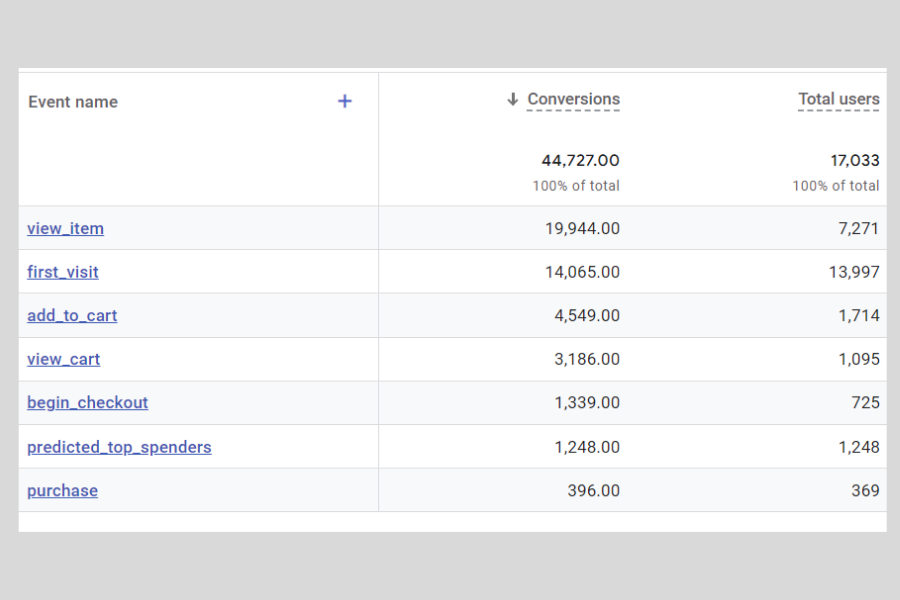 Event name + ↓ Conversions Total users
44,727.00 17,033
100% of total 100% of total
view_item 19,944.00 7,271
first_visit 14,065.00 13,997
add_to_cart 4,549.00 1,714
view_cart 3,186.00 1,095
begin_checkout 1,339.00 725
predicted_top_spenders 1,248.00 1,248
purchase 396.00 369